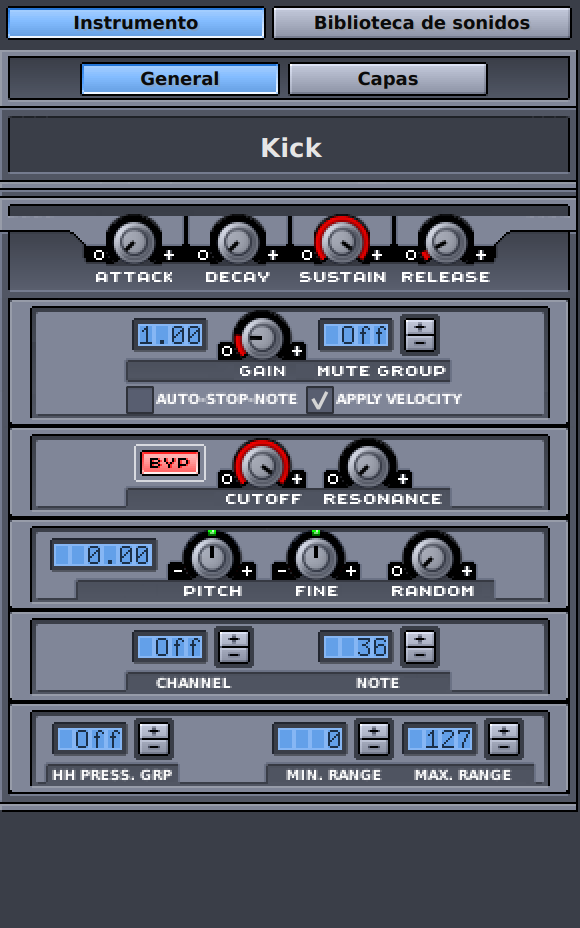 Instrumento Biblioteca de sonidos
General Capas
Kick
ATTACK DECAY SUSTAIN RELEASE
1.00 Off
GAIN MUTE GROUP
AUTO-STOP-NOTE APPLY VELOCITY
BYP
CUTOFF RESONANCE
0.00
PITCH FINE RANDOM
Off 36
CHANNEL NOTE
Off 0 127
HH PRESS. GRP MIN. RANGE MAX. RANGE